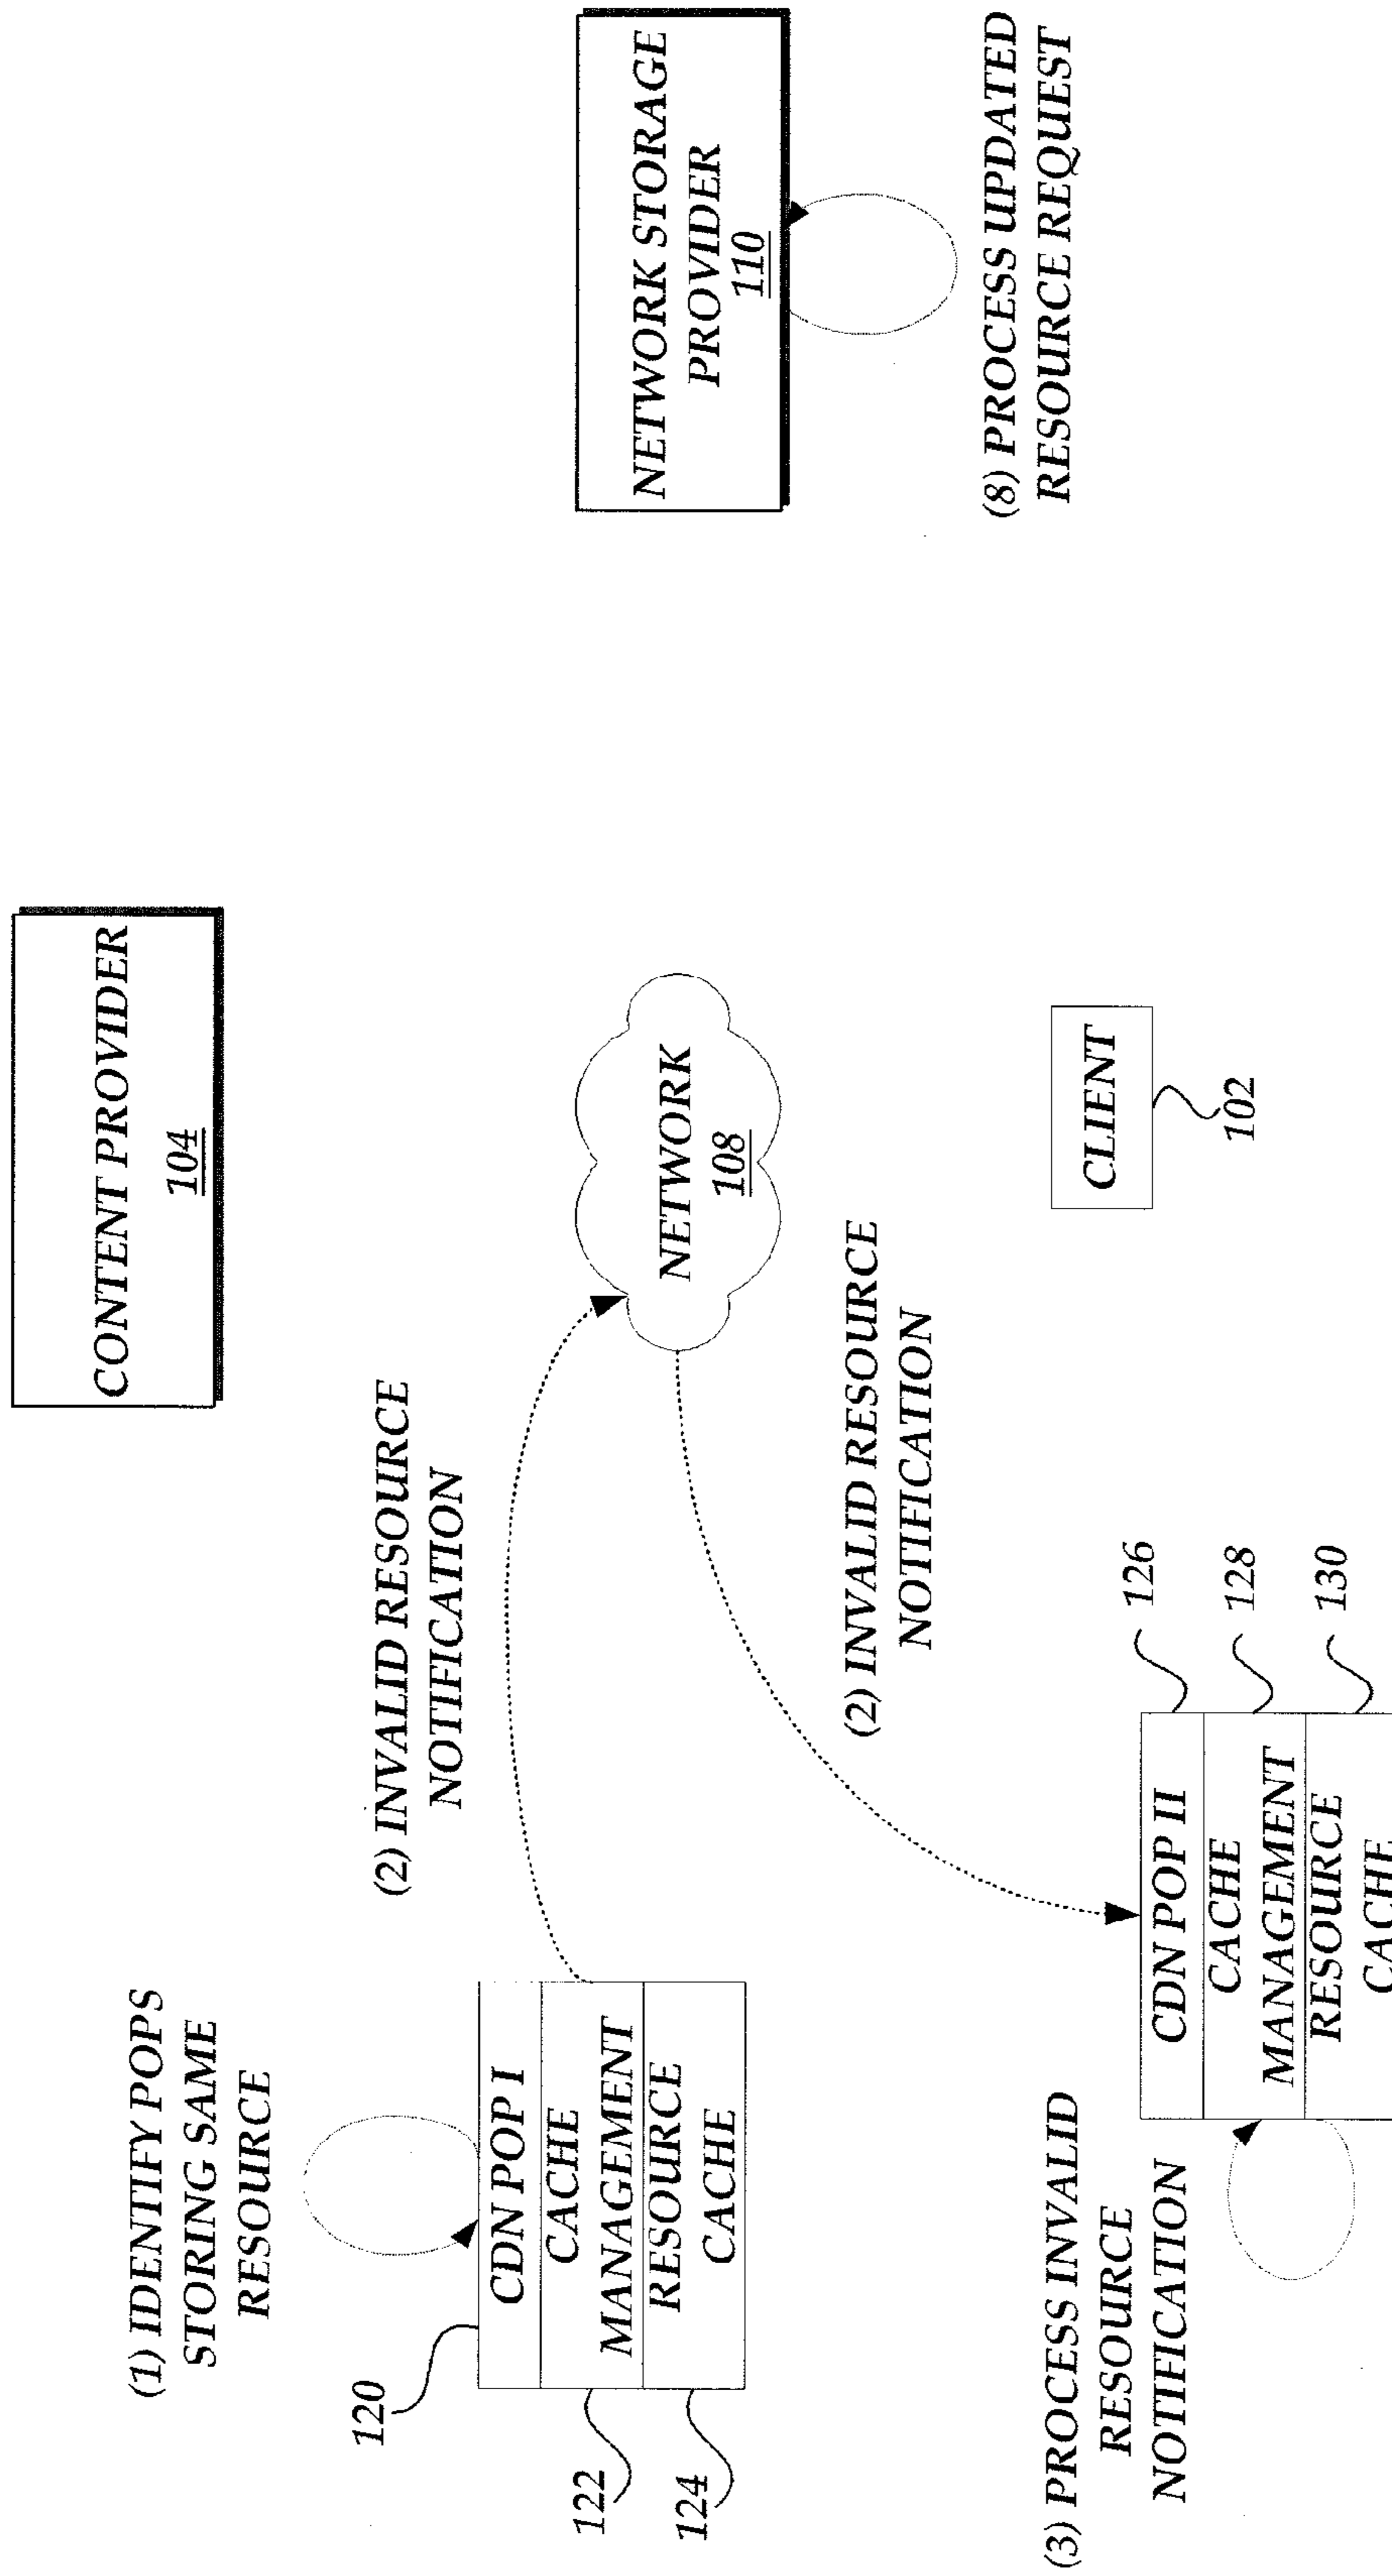 CONTENT PROVIDER
104
(1) IDENTIFY POPS
STORING SAME
RESOURCE
120
122
124
CDN POP I
CACHE
MANAGEMENT
RESOURCE
CACHE
(2) INVALID RESOURCE
NOTIFICATION
NETWORK
108
NETWORK STORAGE
PROVIDER
110
(8) PROCESS UPDATED
RESOURCE REQUEST
(2) INVALID RESOURCE
NOTIFICATION
CLIENT
102
(3) PROCESS INVALID
RESOURCE
NOTIFICATION
CDN POP II
CACHE
MANAGEMENT
RESOURCE
CACHE
126
128
130